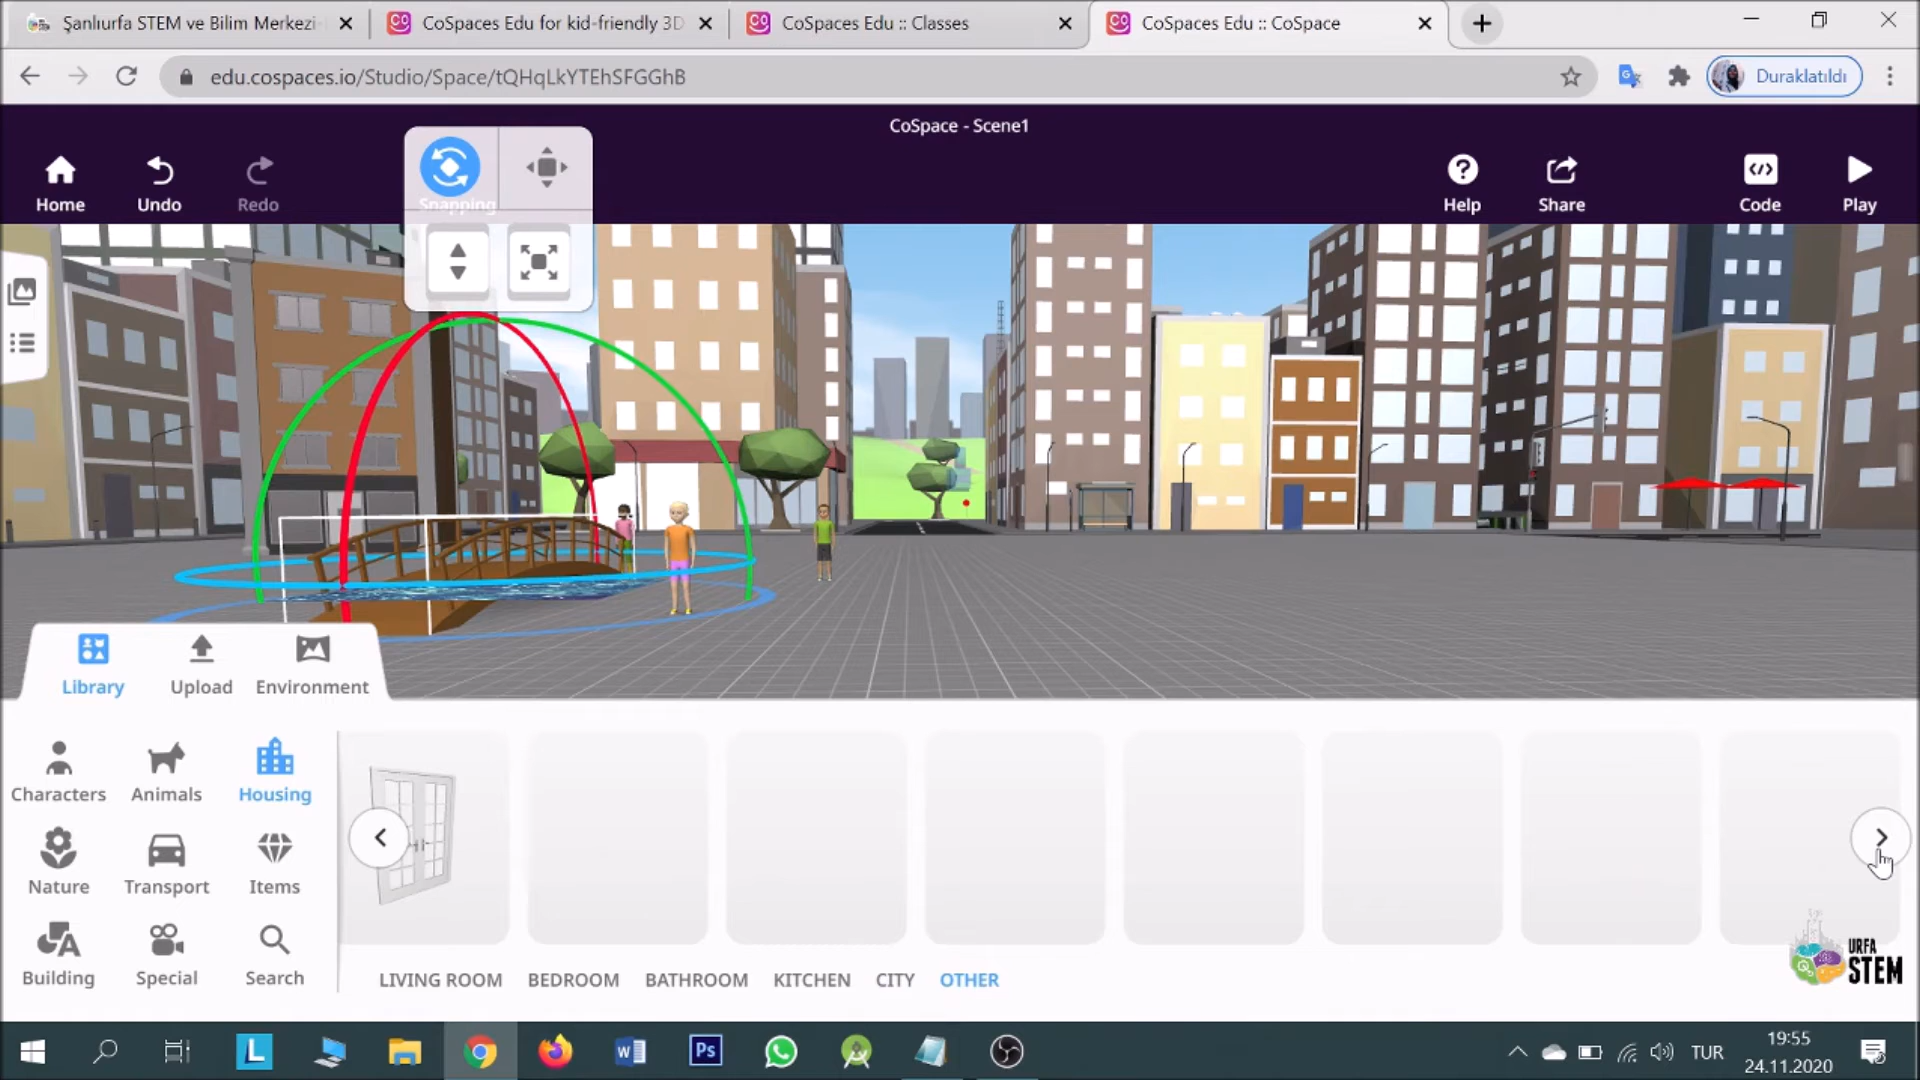 Şanlıurfa STEM ve Bilim Merkezi-
CoSpaces Edu for kid-friendly 3D
CoSpaces Edu :: Classes
CoSpaces Edu :: CoSpace
edu.cospaces.io/Studio/Space/tQHqLkYTEhSFGGhB
Duraklatıldı
CoSpace - Scene1
Home
Undo
Redo
Snapping
Help
Share
Code
Play
Library
Upload
Environment
Characters
Animals
Housing
Nature
Transport
Items
Building
Special
Search
LIVING ROOM
BEDROOM
BATHROOM
KITCHEN
CITY
OTHER
URFA
STEM
TUR
19:55
24.11.2020